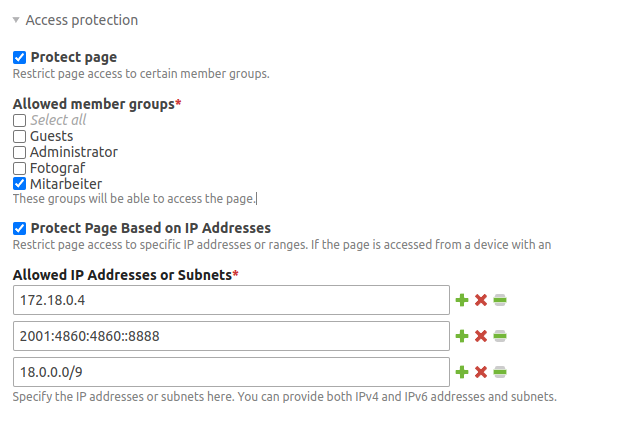 Access protection
Protect page
Restrict page access to certain member groups.
Allowed member groups*
Select all
Guests
Administrator
Fotograf
Mitarbeiter
These groups will be able to access the page.
Protect Page Based on IP Addresses
Restrict page access to specific IP addresses or ranges. If the page is accessed from a device with an
Allowed IP Addresses or Subnets*
172.18.0.4
2001:4860:4860::8888
18.0.0.0/9
Specify the IP addresses or subnets here. You can provide both IPv4 and IPv6 addresses and subnets.